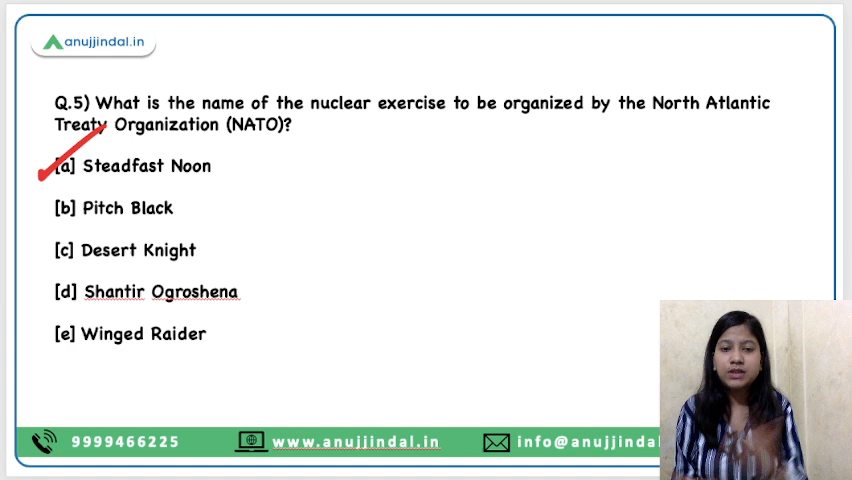 anujjindal.in
Q.5) What is the name of the nuclear exercise to be organized by the North Atlantic
Treaty Organization (NATO)?
[a] Steadfast Noon
[b] Pitch Black
[c] Desert Knight
[d] Shantir Ogroshena
[e] Winged Raider
9999466225 www.anujjindal.in info@anujjindal